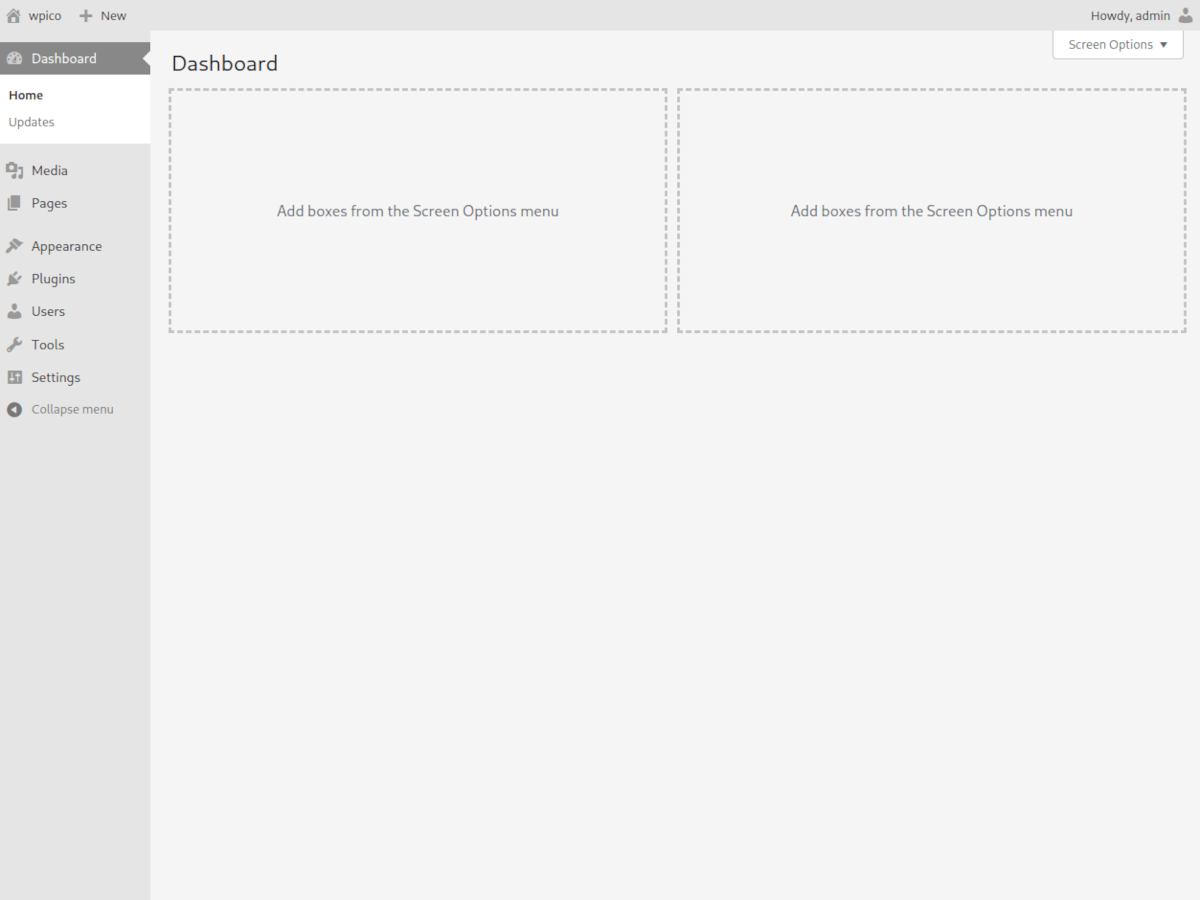 wpico New Howdy, admin
Screen Options ▼
Dashboard
Home
Updates
Media
Pages
Appearance
Plugins
Users
Tools
Settings
Collapse menu
Dashboard
Add boxes from the Screen Options menu
Add boxes from the Screen Options menu